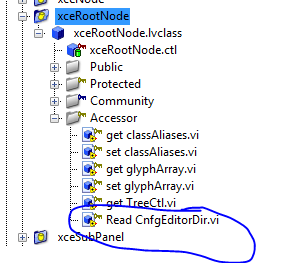 xceNode
xceRootNode
xceRootNode.lvclass
xceRootNode.ctl
Public
Protected
Community
Accessor
get classAliases.vi
set classAliases.vi
get glyphArray.vi
set glyphArray.vi
get TreeCtl.vi
Read CnfgEditorDir.vi
xceSubPanel